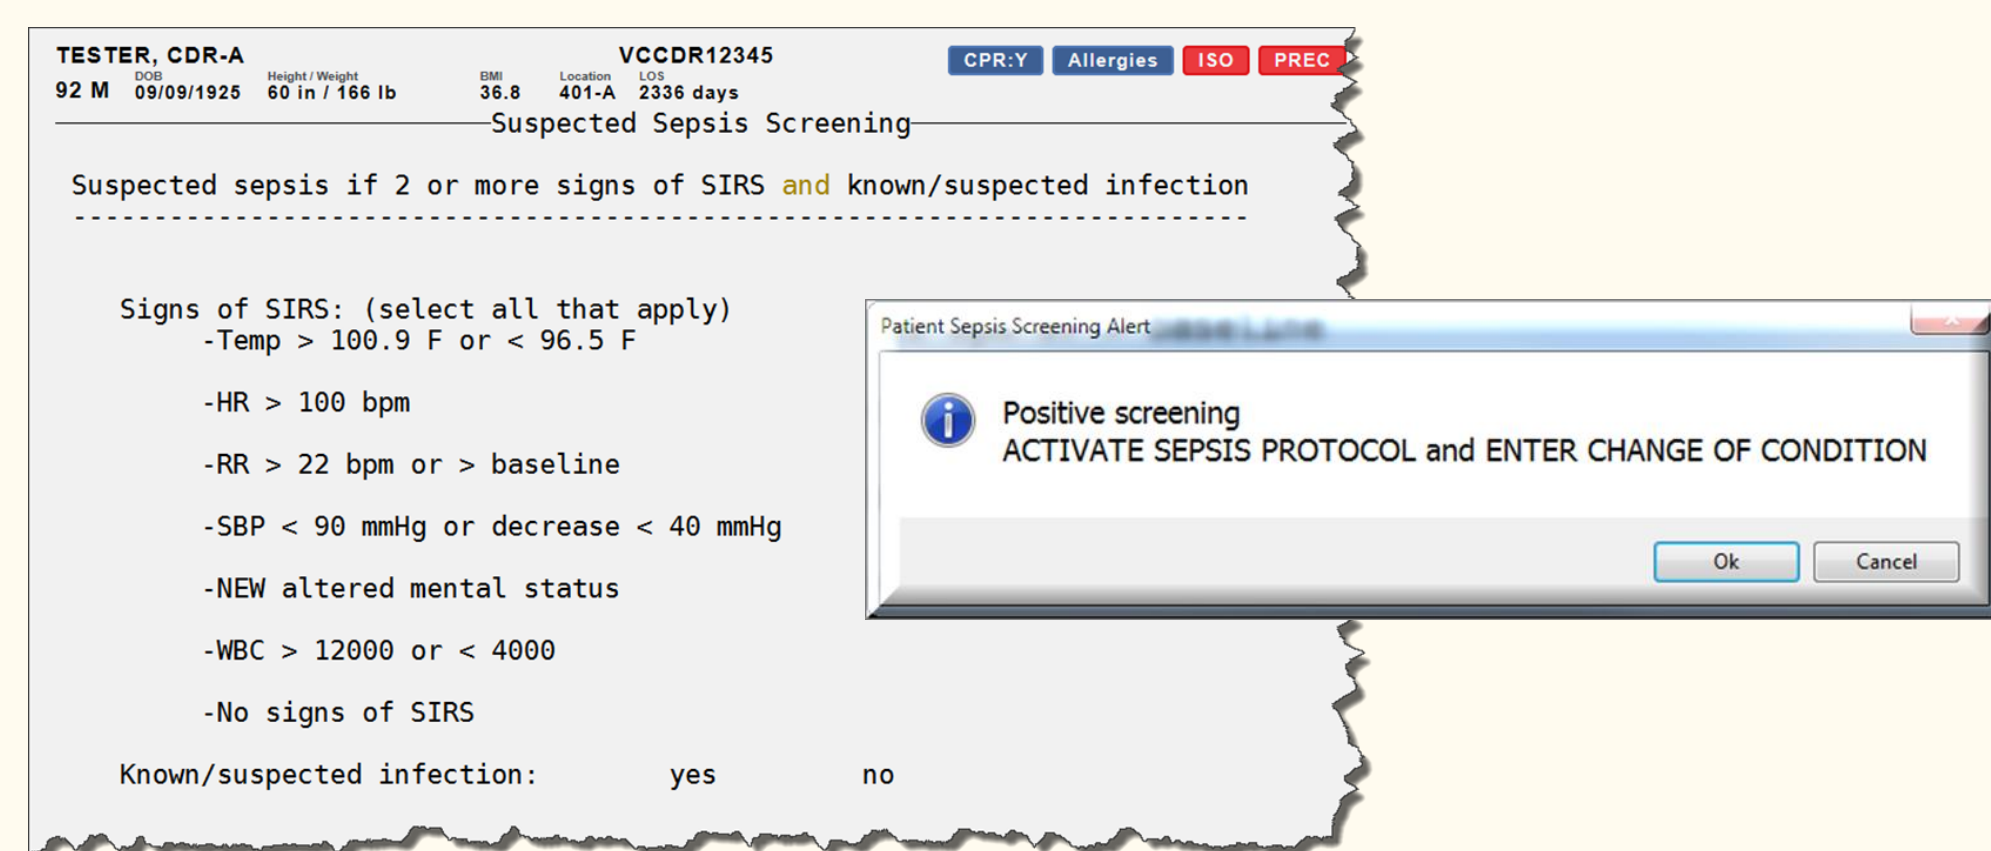 TESTER, CDR-A VCCDR12345 CPR:Y Allergies ISO PREC
DOB Height / Weight BMI Location LOS
92 M 09/09/1925 60 in / 166 lb 36.8 401-A 2336 days
Suspected Sepsis Screening
Suspected sepsis if 2 or more signs of SIRS and known/suspected infection
Signs of SIRS: (select all that apply)
-Temp > 100.9 F or < 96.5 F
-HR > 100 bpm
-RR > 22 bpm or > baseline
-SBP < 90 mmHg or decrease < 40 mmHg
-NEW altered mental status
-WBC > 12000 or < 4000
-No signs of SIRS
Known/suspected infection: yes no
Patient Sepsis Screening Alert
Positive screening
ACTIVATE SEPSIS PROTOCOL and ENTER CHANGE OF CONDITION
Ok Cancel